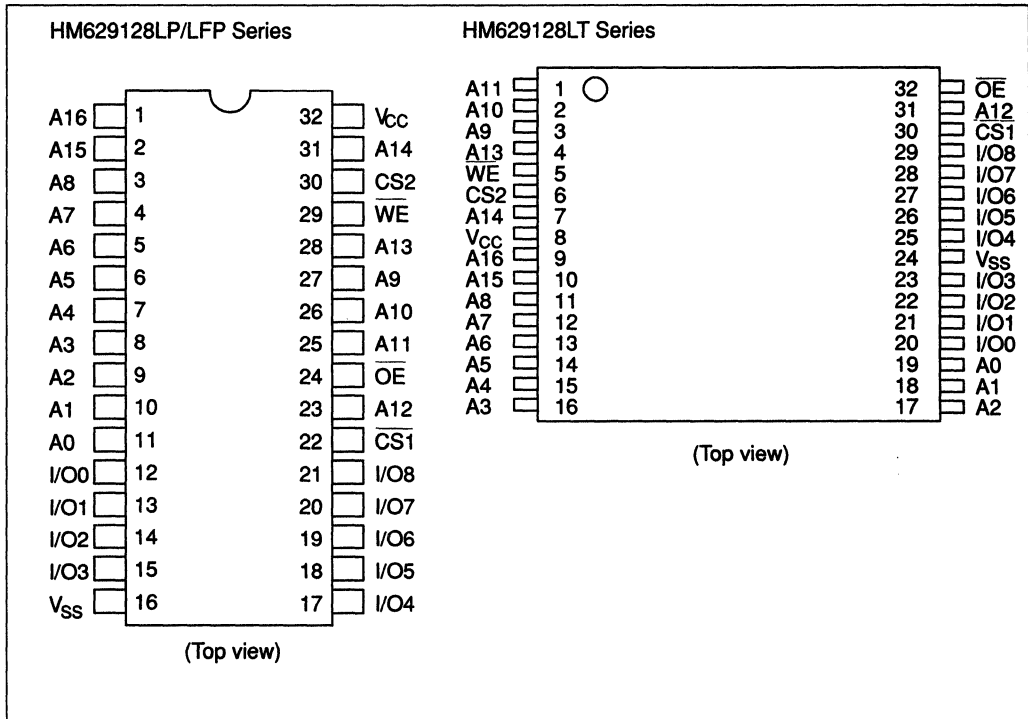 HM629128LP/LFP Series
A16 1 32 VCC
A15 2 31 A14
A8 3 30 CS2
A7 4 29 W̅E̅
A6 5 28 A13
A5 6 27 A9
A4 7 26 A10
A3 8 25 A11
A2 9 24 O̅E̅
A1 10 23 A12
A0 11 22 C̅S̅1̅
I/O0 12 21 I/O8
I/O1 13 20 I/O7
I/O2 14 19 I/O6
I/O3 15 18 I/O5
VSS 16 17 I/O4
(Top view)
HM629128LT Series
A11 1 32 O̅E̅
A10 2 31 A12
A9 3 30 C̅S̅1̅
A13 4 29 I/O8
W̅E̅ 5 28 I/O7
CS2 6 27 I/O6
A14 7 26 I/O5
VCC 8 25 I/O4
A16 9 24 VSS
A15 10 23 I/O3
A8 11 22 I/O2
A7 12 21 I/O1
A6 13 20 I/O0
A5 14 19 A0
A4 15 18 A1
A3 16 17 A2
(Top view)